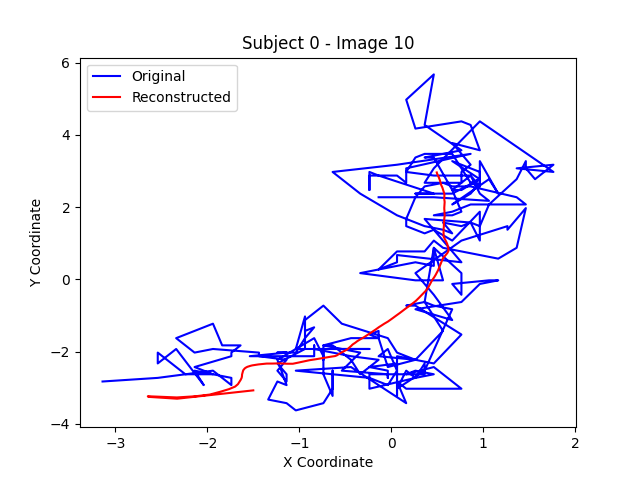 Subject 0 - Image 10
Original
Reconstructed
Y Coordinate
6
4
2
0
−2
−4
−3
−2
−1
0
1
2
X Coordinate